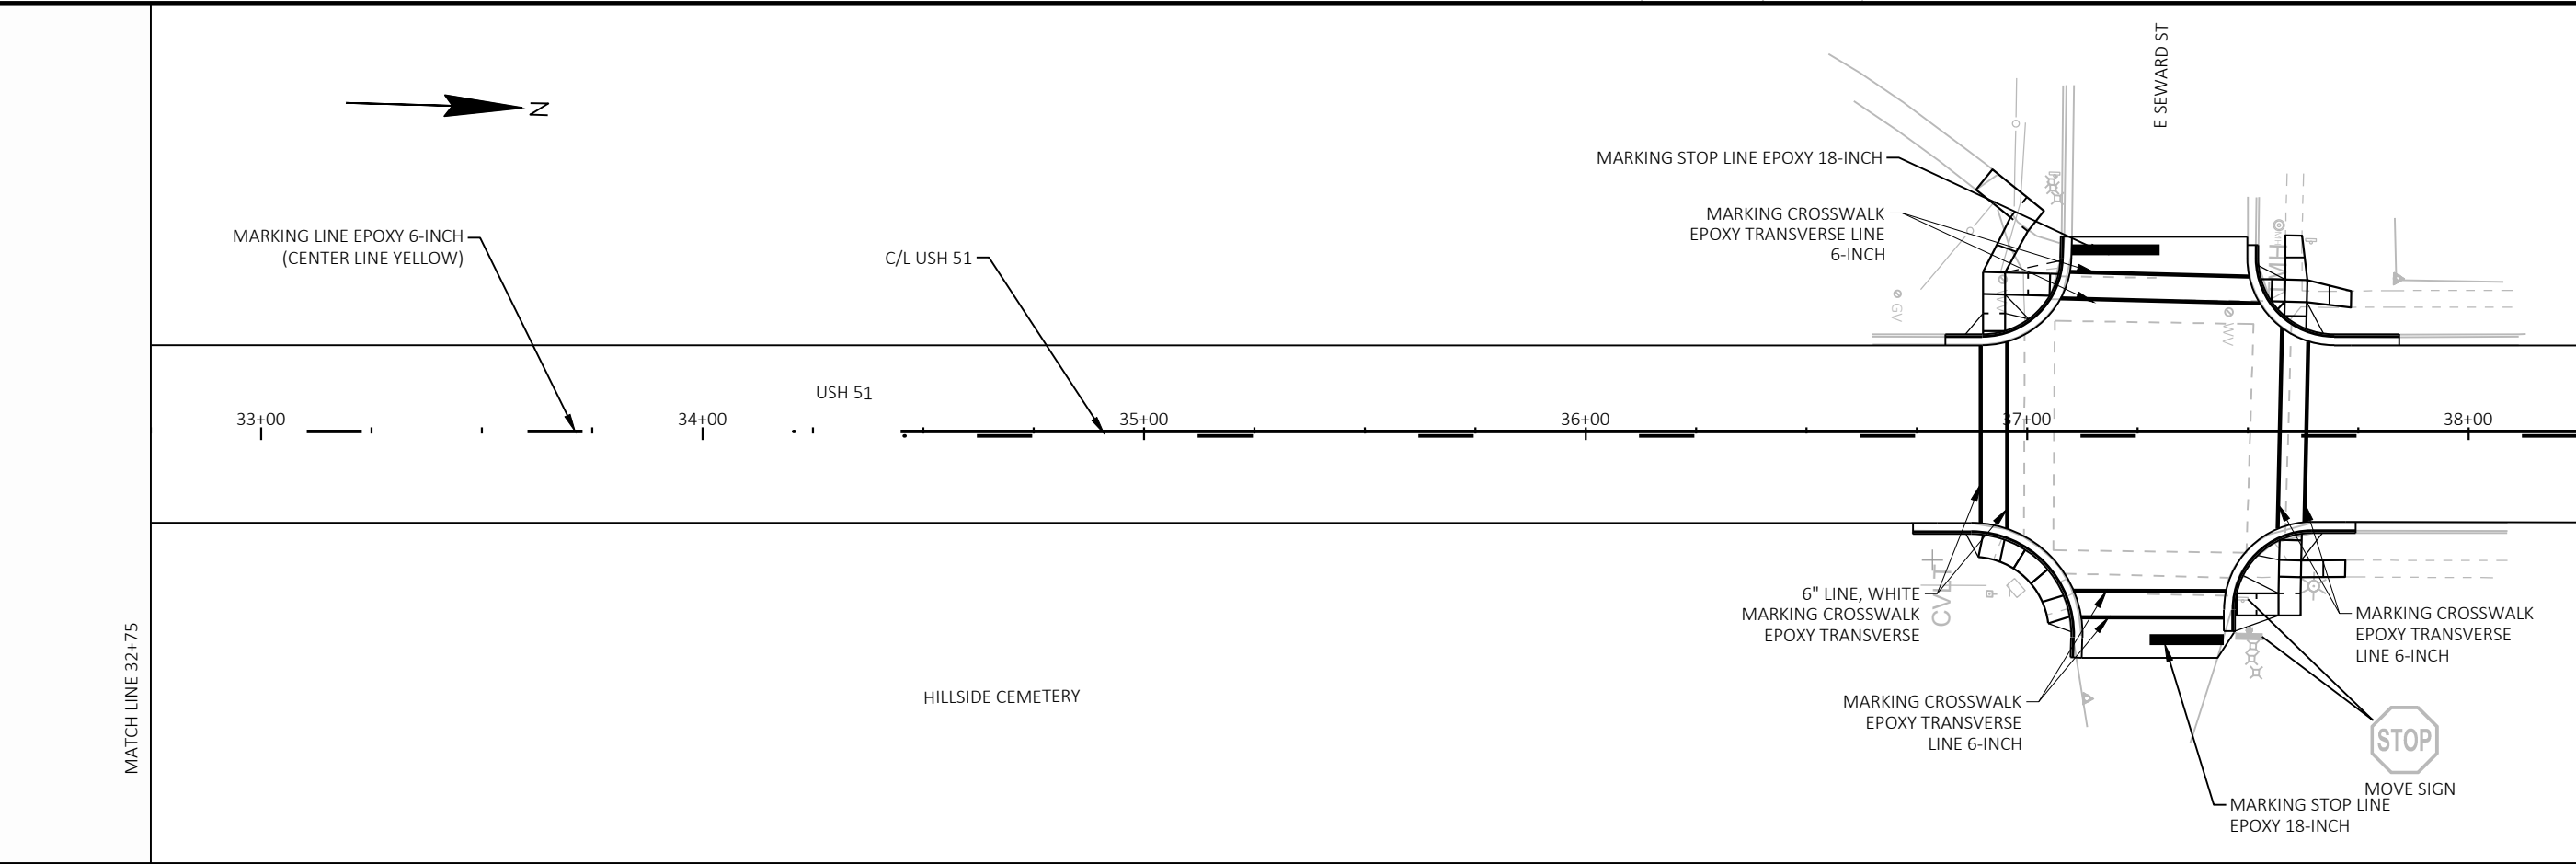 E SEWARD ST
N
MARKING STOP LINE EPOXY 18-INCH
MARKING CROSSWALK
EPOXY TRANSVERSE LINE
6-INCH
MARKING LINE EPOXY 6-INCH
(CENTER LINE YELLOW)
C/L USH 51
GV
WV
MH
WV
USH 51
33+00
34+00
35+00
36+00
37+00
38+00
6" LINE, WHITE
MARKING CROSSWALK
EPOXY TRANSVERSE
CVLT
MARKING CROSSWALK
EPOXY TRANSVERSE
LINE 6-INCH
MATCH LINE 32+75
HILLSIDE CEMETERY
MARKING CROSSWALK
EPOXY TRANSVERSE
LINE 6-INCH
STOP
MOVE SIGN
MARKING STOP LINE
EPOXY 18-INCH